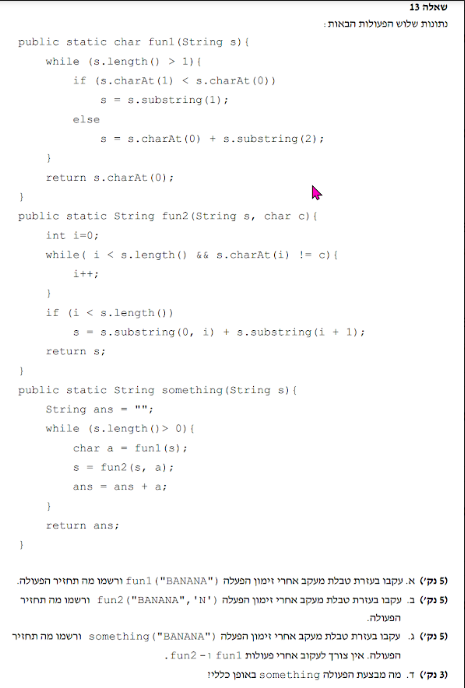 שאלה 13
נתונות שלוש הפעולות הבאות:
public static char fun1(String s){
while (s.length() > 1){
if (s.charAt(1) < s.charAt(0))
s = s.substring(1);
else
s = s.charAt(0) + s.substring(2);
}
return s.charAt(0);
}
public static String fun2(String s, char c){
int i=0;
while( i < s.length() && s.charAt(i) != c){
i++;
}
if (i < s.length())
s = s.substring(0, i) + s.substring(i + 1);
return s;
}
public static String something(String s){
String ans = "";
while (s.length()> 0){
char a = fun1(s);
s = fun2(s, a);
ans = ans + a;
}
return ans;
}
(5 נק') א. עקבו בעזרת טבלת מעקב אחרי זימון הפעלה fun1("BANANA") ורשמו מה תחזיר הפעולה.
(5 נק') ב. עקבו בעזרת טבלת מעקב אחרי זימון הפעלה fun2("BANANA",'N') ורשמו מה תחזיר
הפעולה.
(5 נק') ג. עקבו בעזרת טבלת מעקב אחרי זימון הפעלה something("BANANA") ורשמו מה תחזיר
הפעולה. אין צורך לעקוב אחרי פעולות fun1 ו- fun2.
(3 נק') ד. מה מבצעת הפעולה something באופן כללי?